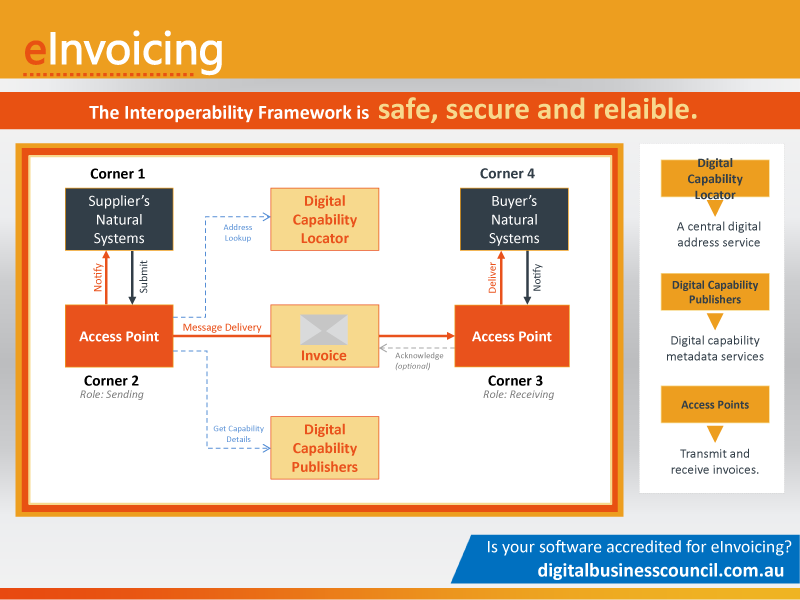 eInvoicing
The Interoperability Framework is safe, secure and relaible.
Corner 1
Supplier's
Natural
Systems
Notify
Submit
Access Point
Corner 2
Role: Sending
Address
Lookup
Digital
Capability
Locator
Message Delivery
Invoice
Acknowledge
(optional)
Get Capability
Details
Digital
Capability
Publishers
Corner 4
Buyer's
Natural
Systems
Deliver
Notify
Access Point
Corner 3
Role: Receiving
Digital
Capability
Locator
A central digital
address service
Digital Capability
Publishers
Digital capability
metadata services
Access Points
Transmit and
receive invoices.
Is your software accredited for eInvoicing?
digitalbusinesscouncil.com.au